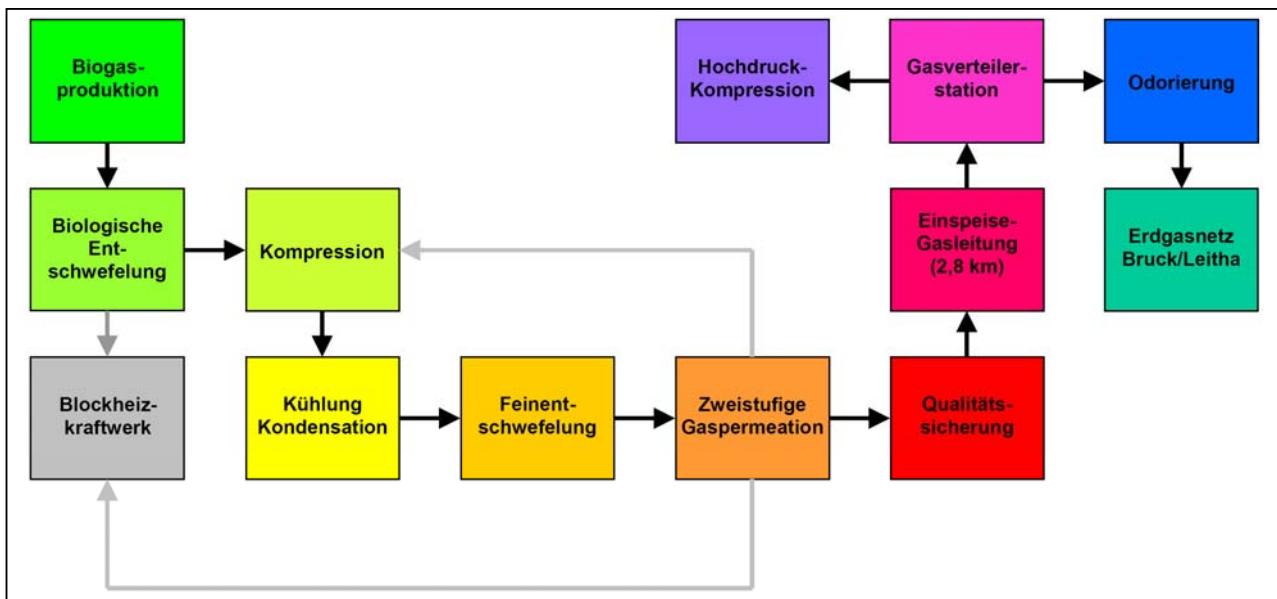 Biogas-
produktion
Hochdruck-
Kompression
Gasverteiler-
station
Odorierung
Biologische
Ent-
schwefelung
Kompression
Einspeise-
Gasleitung
(2,8 km)
Erdgasnetz
Bruck/Leitha
Blockheiz-
kraftwerk
Kühlung
Kondensation
Feinent-
schwefelung
Zweistufige
Gaspermeation
Qualitäts-
sicherung